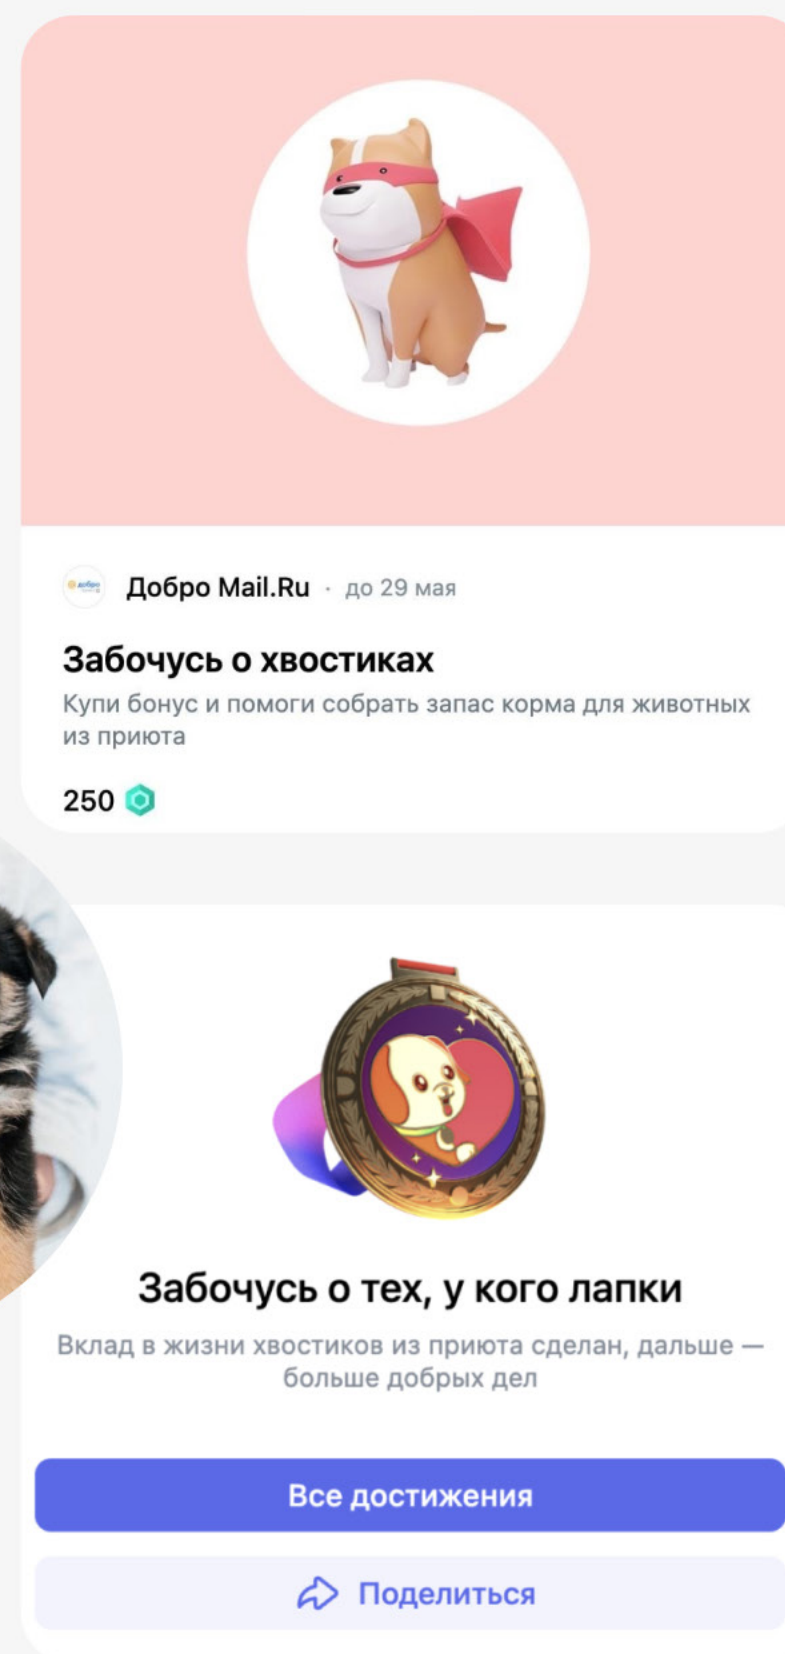 добро
Добро Mail.Ru · до 29 мая
Забочусь о хвостиках
Купи бонус и помоги собрать запас корма для животных
из приюта
250
Забочусь о тех, у кого лапки
Вклад в жизни хвостиков из приюта сделан, дальше —
больше добрых дел
Все достижения
Поделиться